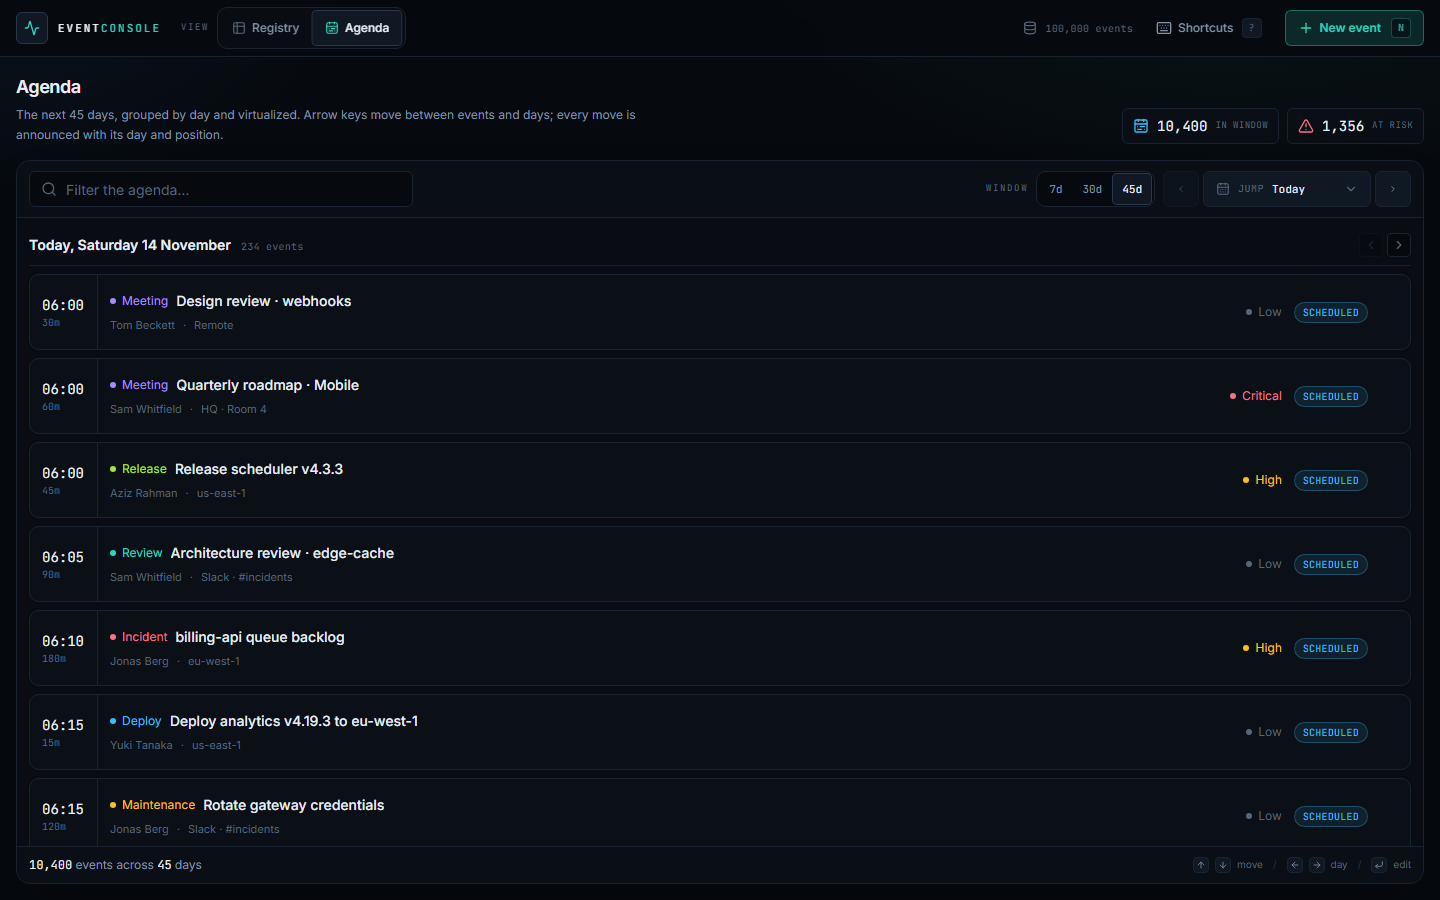 EVENTCONSOLE VIEW Registry Agenda 100,000 events Shortcuts ? New event N
Agenda
The next 45 days, grouped by day and virtualized. Arrow keys move between events and days; every move is
announced with its day and position.
10,400 IN WINDOW 1,356 AT RISK
Filter the agenda... WINDOW 7d 30d 45d JUMP Today
Today, Saturday 14 November 234 events
06:00 Meeting Design review · webhooks Low SCHEDULED
30m Tom Beckett · Remote
06:00 Meeting Quarterly roadmap · Mobile Critical SCHEDULED
60m Sam Whitfield · HQ · Room 4
06:00 Release Release scheduler v4.3.3 High SCHEDULED
45m Aziz Rahman · us-east-1
06:05 Review Architecture review · edge-cache Low SCHEDULED
90m Sam Whitfield · Slack · #incidents
06:10 Incident billing-api queue backlog High SCHEDULED
180m Jonas Berg · eu-west-1
06:15 Deploy Deploy analytics v4.19.3 to eu-west-1 Low SCHEDULED
15m Yuki Tanaka · us-east-1
06:15 Maintenance Rotate gateway credentials Low SCHEDULED
120m Jonas Berg · Slack · #incidents
10,400 events across 45 days ↑ ↓ move / ← → day / ↵ edit